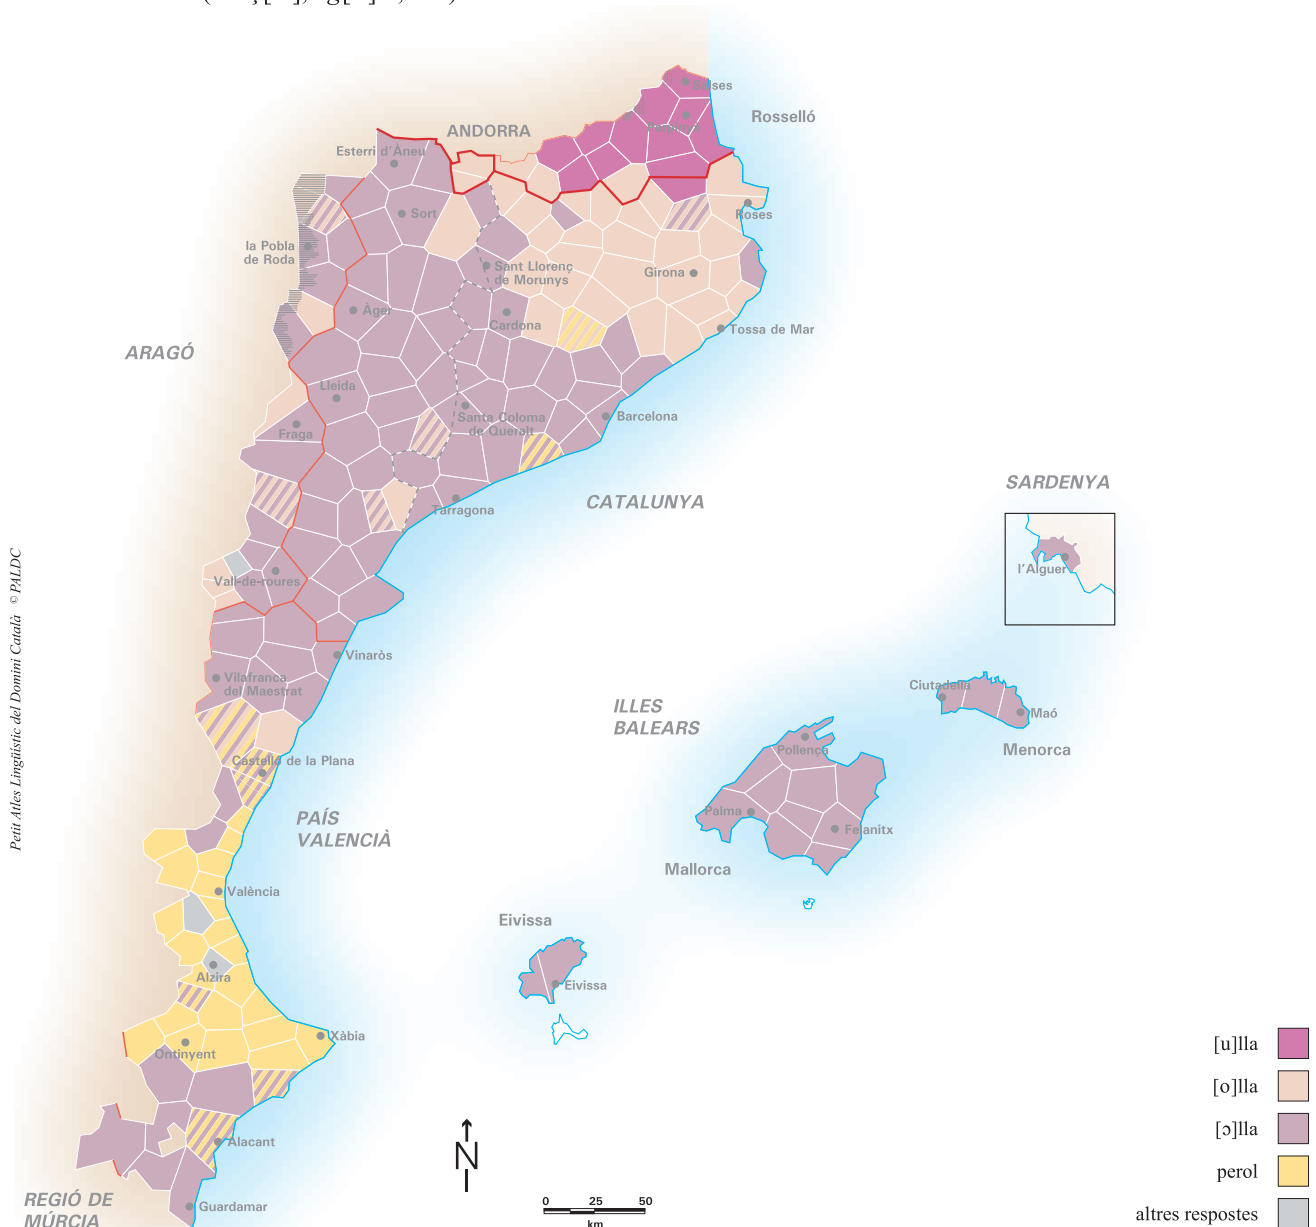 ANDORRA
Salses
Perpinyà
Rosselló
Esterri d'Àneu
Sort
Roses
la Pobla
de Roda
Sant Llorenç
de Morunys
Girona
Àger
Cardona
Tossa de Mar
ARAGÓ
Lleida
Santa Coloma
de Queralt
Barcelona
Fraga
SARDENYA
CATALUNYA
Tarragona
l'Alguer
Vall-de-roures
Petit Atles Lingüístic del Domini Català © PALDC
Vinaròs
Vilafranca
del Maestrat
Ciutadella
Maó
ILLES
BALEARS
Menorca
Pollença
Castelló de la Plana
PAÍS
VALENCIÀ
Palma
Felanitx
Mallorca
València
Eivissa
Alzira
Eivissa
Xàbia
Ontinyent
[u]lla
[o]lla
[ɔ]lla
perol
altres respostes
Alacant
N
REGIÓ DE
MÚRCIA
Guardamar
0 25 50
km